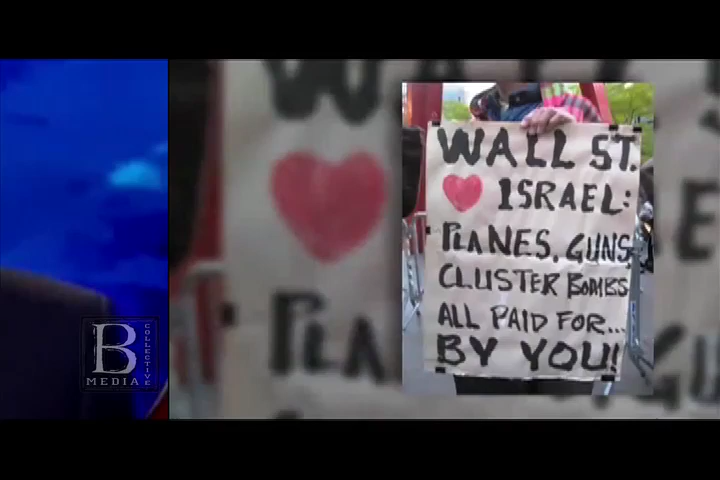 WALL ST.
❤ ISRAEL:
PLANES, GUNS,
CLUSTER BOMBS
ALL PAID FOR...
BY YOU!
B
COLLECTIVE
MEDIA